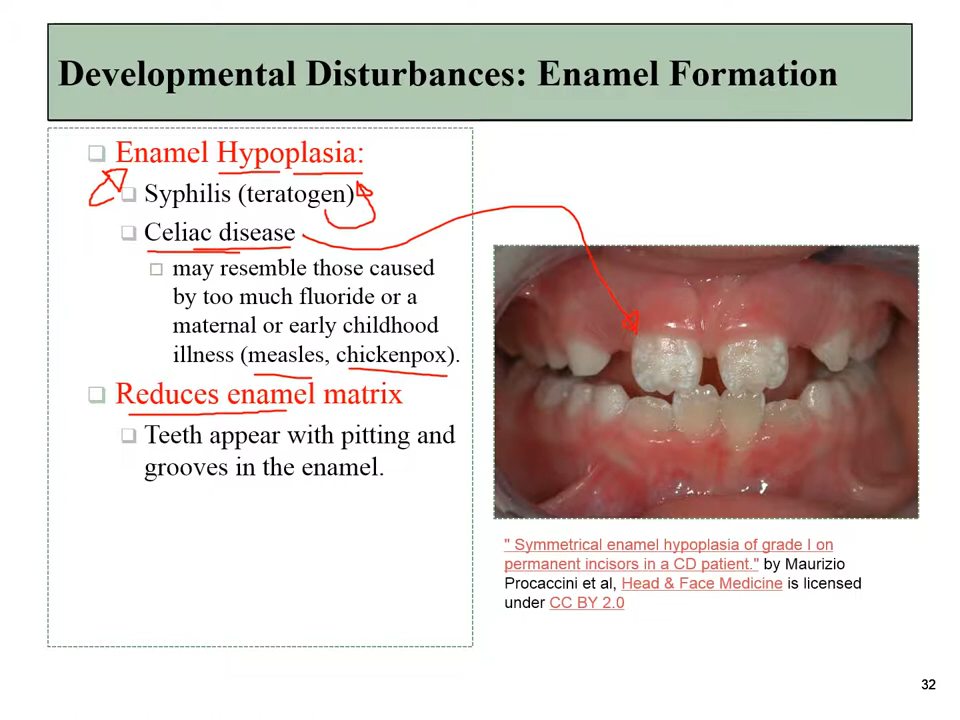 Developmental Disturbances: Enamel Formation
Enamel Hypoplasia:
Syphilis (teratogen)
Celiac disease
may resemble those caused
by too much fluoride or a
maternal or early childhood
illness (measles, chickenpox).
Reduces enamel matrix
Teeth appear with pitting and
grooves in the enamel.
" Symmetrical enamel hypoplasia of grade I on
permanent incisors in a CD patient." by Maurizio
Procaccini et al, Head & Face Medicine is licensed
under CC BY 2.0
32